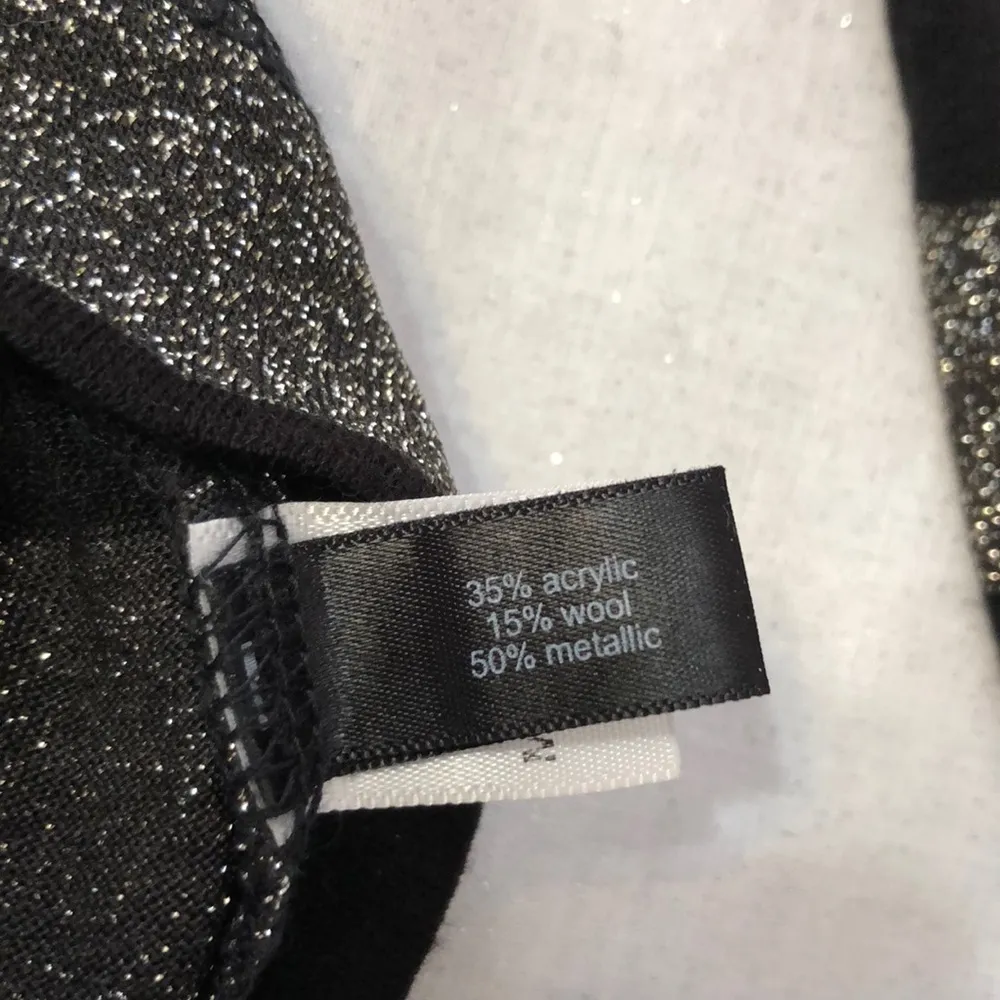 35% acrylic
15% wool
50% metallic